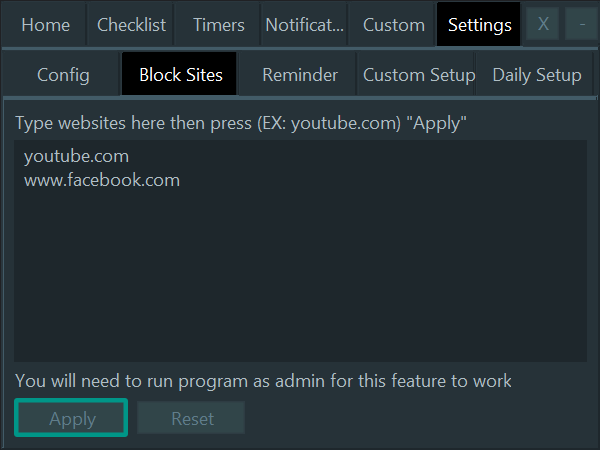 Home Checklist Timers Notificat... Custom Settings X -
Config Block Sites Reminder Custom Setup Daily Setup
Type websites here then press (EX: youtube.com) "Apply"
youtube.com
www.facebook.com
You will need to run program as admin for this feature to work
Apply Reset